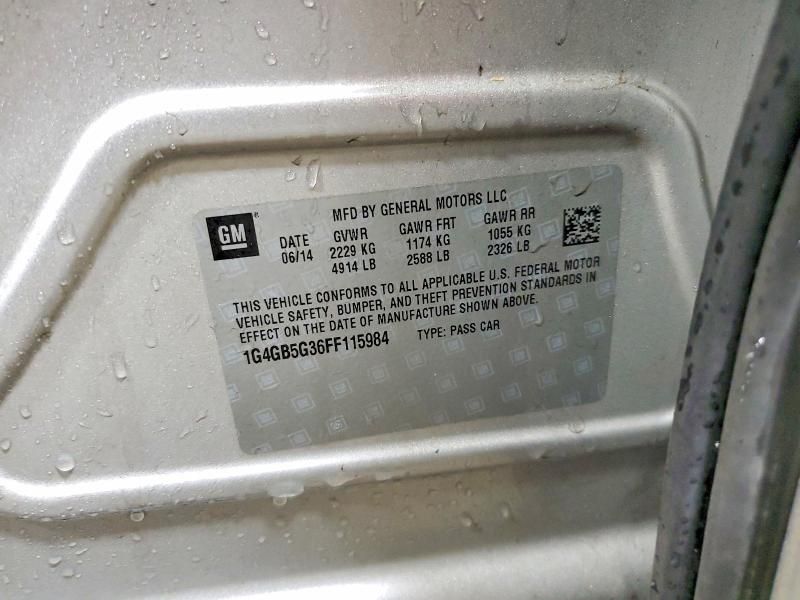 MFD BY GENERAL MOTORS LLC
GM
DATE GVWR GAWR FRT GAWR RR
06/14 2229 KG 1174 KG 1055 KG
4914 LB 2588 LB 2326 LB
THIS VEHICLE CONFORMS TO ALL APPLICABLE U.S. FEDERAL MOTOR
VEHICLE SAFETY, BUMPER, AND THEFT PREVENTION STANDARDS IN
EFFECT ON THE DATE OF MANUFACTURE SHOWN ABOVE.
1G4GB5G36FF115984 TYPE: PASS CAR